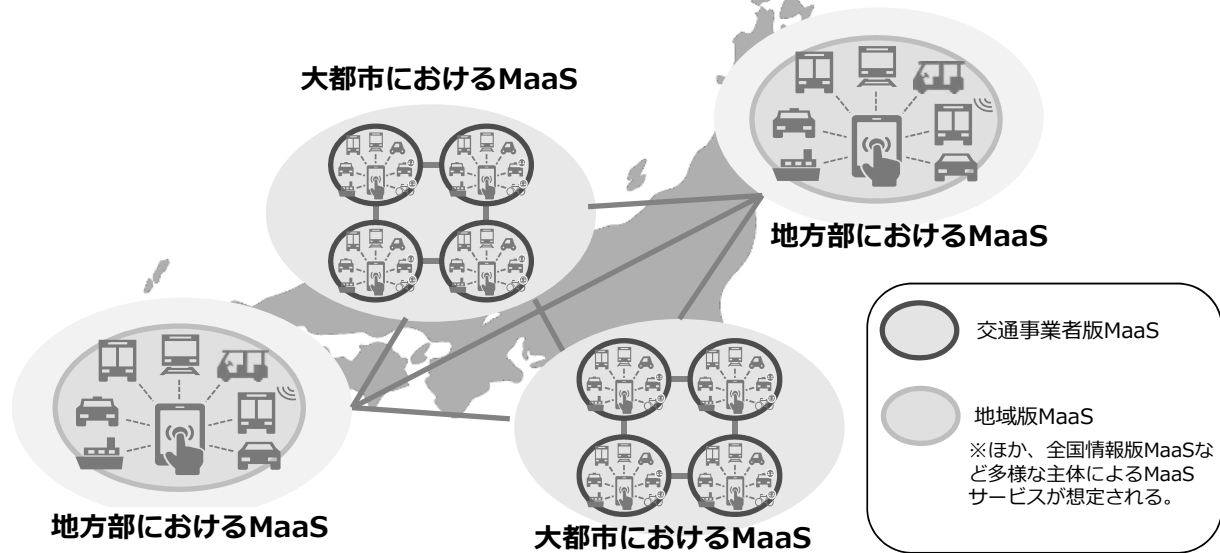 大都市におけるMaaS
地方部におけるMaaS
交通事業者版MaaS
地域版MaaS
※ほか、全国情報版MaaSな
ど多様な主体によるMaaS
サービスが想定される。
地方部におけるMaaS
大都市におけるMaaS